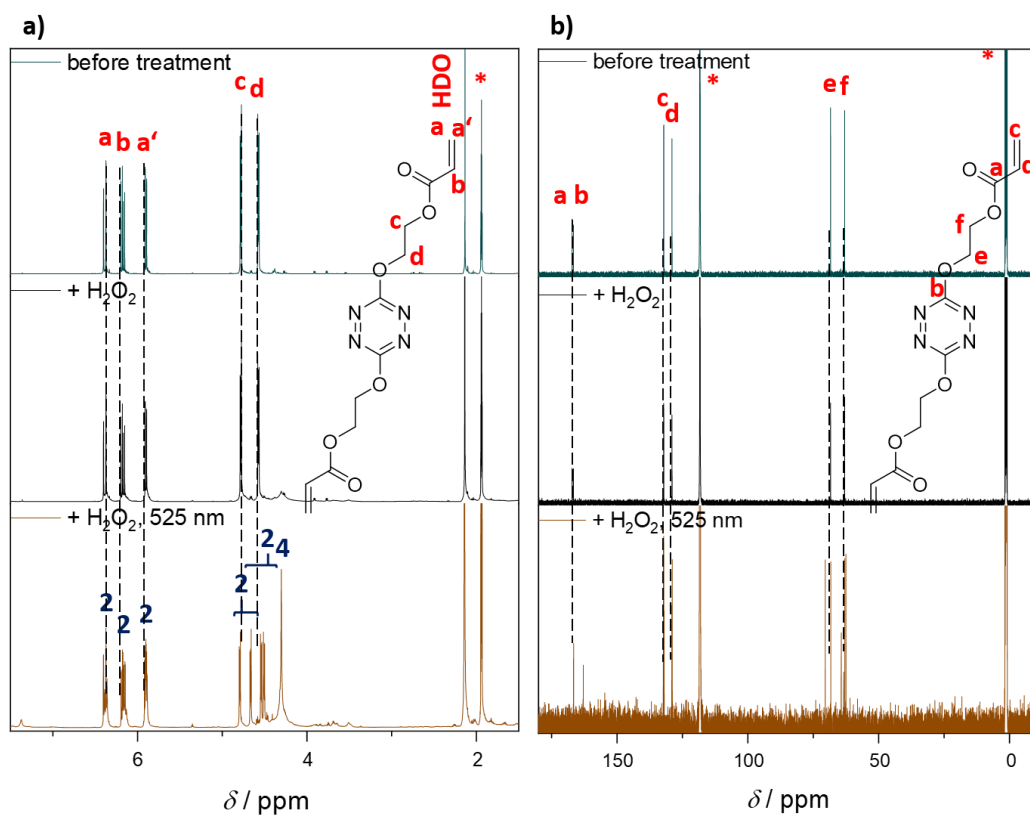 a)
before treatment
c
d
HDO
*
a
b
a‘
a
a‘
b
O
O
c
d
O
N
N
N
N
O
O
O
+ H2O2
+ H2O2, 525 nm
2
4
2
2
2
2
6
4
2
δ / ppm
b)
before treatment
*
*
c
d
e
f
a b
c
d
a
O
O
f
e
O
b
N
N
N
N
O
O
O
+ H2O2
+ H2O2, 525 nm
150
100
50
0
δ / ppm